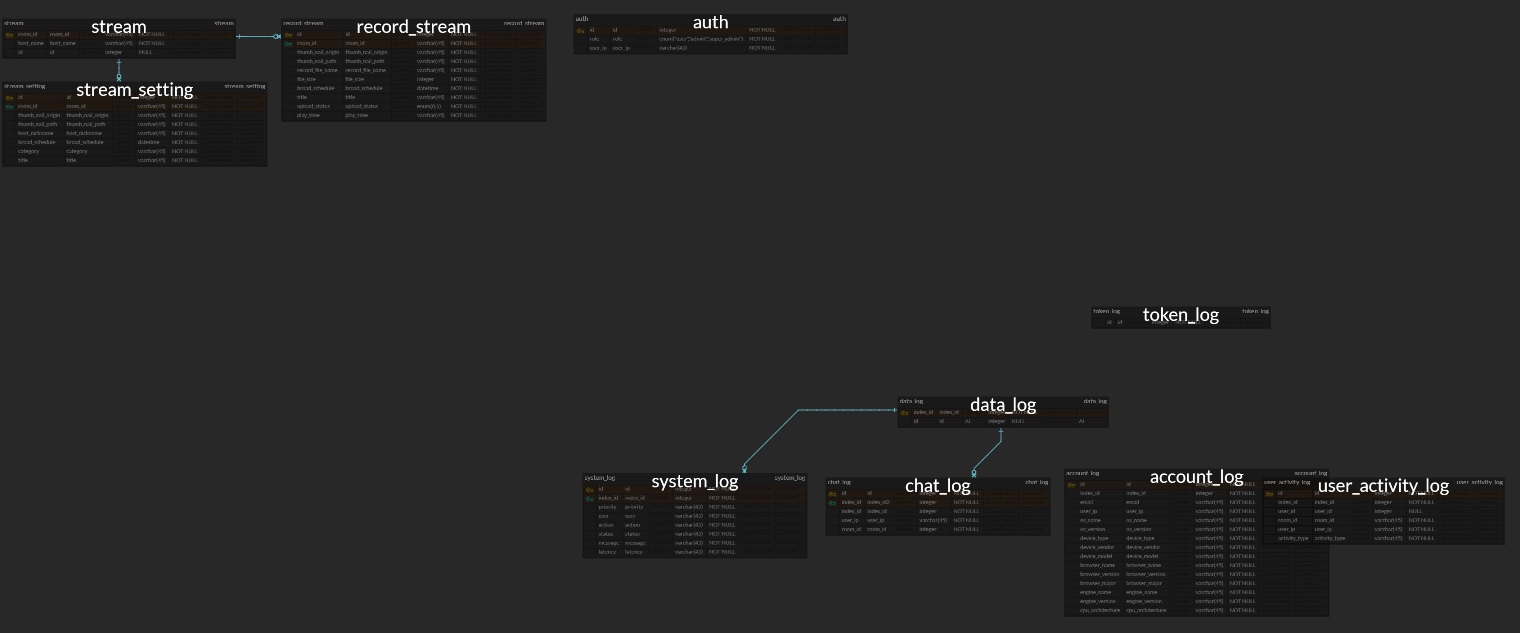 stream stream stream
room_id room_id varchar(45) NOT NULL
host_name host_name varchar(45) NOT NULL
id id integer NULL
stream_setting stream_setting stream_setting
id id
room_id room_id varchar(45) NOT NULL
thumb_nail_origin thumb_nail_origin varchar(45) NOT NULL
thumb_nail_path thumb_nail_path varchar(45) NOT NULL
host_nickname host_nickname varchar(45) NOT NULL
broad_schedule broad_schedule datetime NOT NULL
category category varchar(45) NOT NULL
title title varchar(45) NOT NULL
record_stream record_stream record_stream
id id integer NOT NULL
room_id room_id varchar(45) NOT NULL
thumb_nail_origin thumb_nail_origin varchar(45) NOT NULL
thumb_nail_path thumb_nail_path varchar(45) NOT NULL
record_file_name record_file_name varchar(45) NOT NULL
file_size file_size integer NOT NULL
broad_schedule broad_schedule datetime NOT NULL
title title varchar(45) NOT NULL
upload_status upload_status NOT NULL
play_time play_time varchar(45) NOT NULL
auth auth auth
id id integer NOT NULL
role role enum("user","admin","super_admin") NOT NULL
user_ip user_ip varchar(45) NOT NULL
token_log token_log token_log
id id integer
data_log data_log data_log
index_id index_id integer
id id AI integer NULL AI
system_log system_log system_log
id id integer
index_id index_id integer NOT NULL
priority priority varchar(45) NOT NULL
user user varchar(45) NOT NULL
action action varchar(45) NOT NULL
status status varchar(45) NOT NULL
message message varchar(45) NOT NULL
latency latency varchar(45) NOT NULL
chat_log chat_log chat_log
id id integer
index_id index_id2 integer NOT NULL
index_id index_id integer NOT NULL
user_ip user_ip varchar(45) NOT NULL
room_id room_id integer NOT NULL
account_log account_log account_log
id id
index_id index_id integer NOT NULL
email email varchar(45) NOT NULL
user_ip user_ip varchar(45) NOT NULL
os_name os_name varchar(45) NOT NULL
os_version os_version varchar(45) NOT NULL
device_type device_type varchar(45) NOT NULL
device_vendor device_vendor varchar(45) NOT NULL
device_model device_model varchar(45) NOT NULL
browser_name browser_name varchar(45) NOT NULL
browser_version browser_version varchar(45) NOT NULL
browser_major browser_major varchar(45) NOT NULL
engine_name engine_name varchar(45) NOT NULL
engine_version engine_version varchar(45) NOT NULL
cpu_architecture cpu_architecture varchar(45) NOT NULL
user_activity_log user_activity_log user_activity_log
id id
index_id index_id integer NOT NULL
user_id user_id integer NULL
room_id room_id varchar(45) NOT NULL
user_ip user_ip varchar(45) NOT NULL
activity_type activity_type varchar(45) NOT NULL